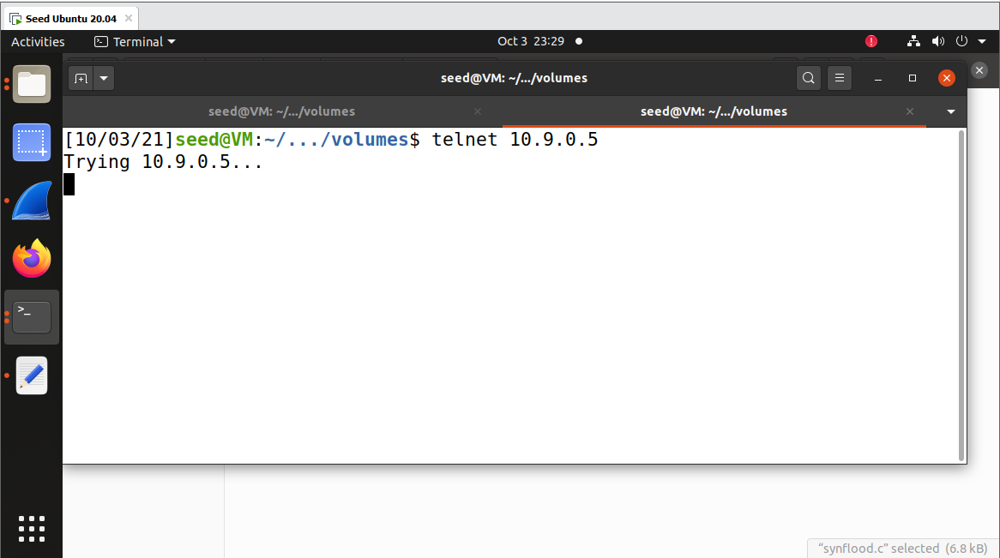 Seed Ubuntu 20.04
Activities
Terminal
Oct 3 23:29
seed@VM: ~/.../volumes
seed@VM: ~/.../volumes
seed@VM: ~/.../volumes
[10/03/21]seed@VM:~/.../volumes$ telnet 10.9.0.5
Trying 10.9.0.5...
“synflood.c” selected (6.8 kB)